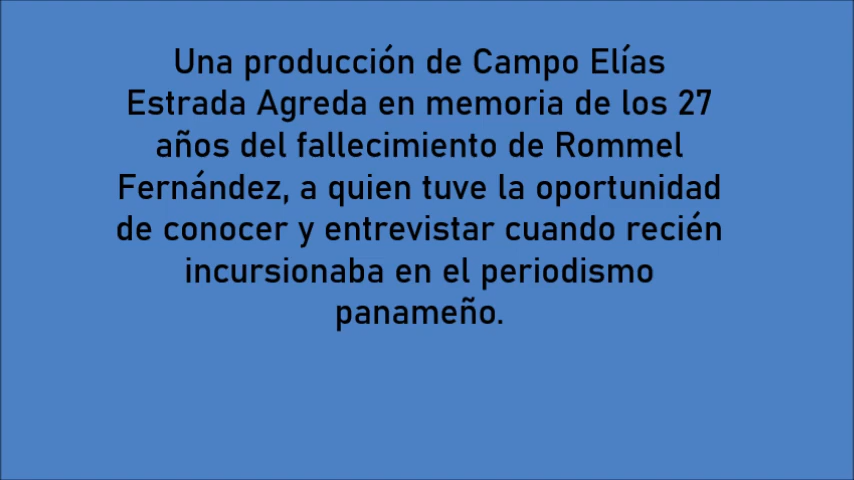 Una producción de Campo Elías
Estrada Agreda en memoria de los 27
años del fallecimiento de Rommel
Fernández, a quien tuve la oportunidad
de conocer y entrevistar cuando recién
incursionaba en el periodismo
panameño.